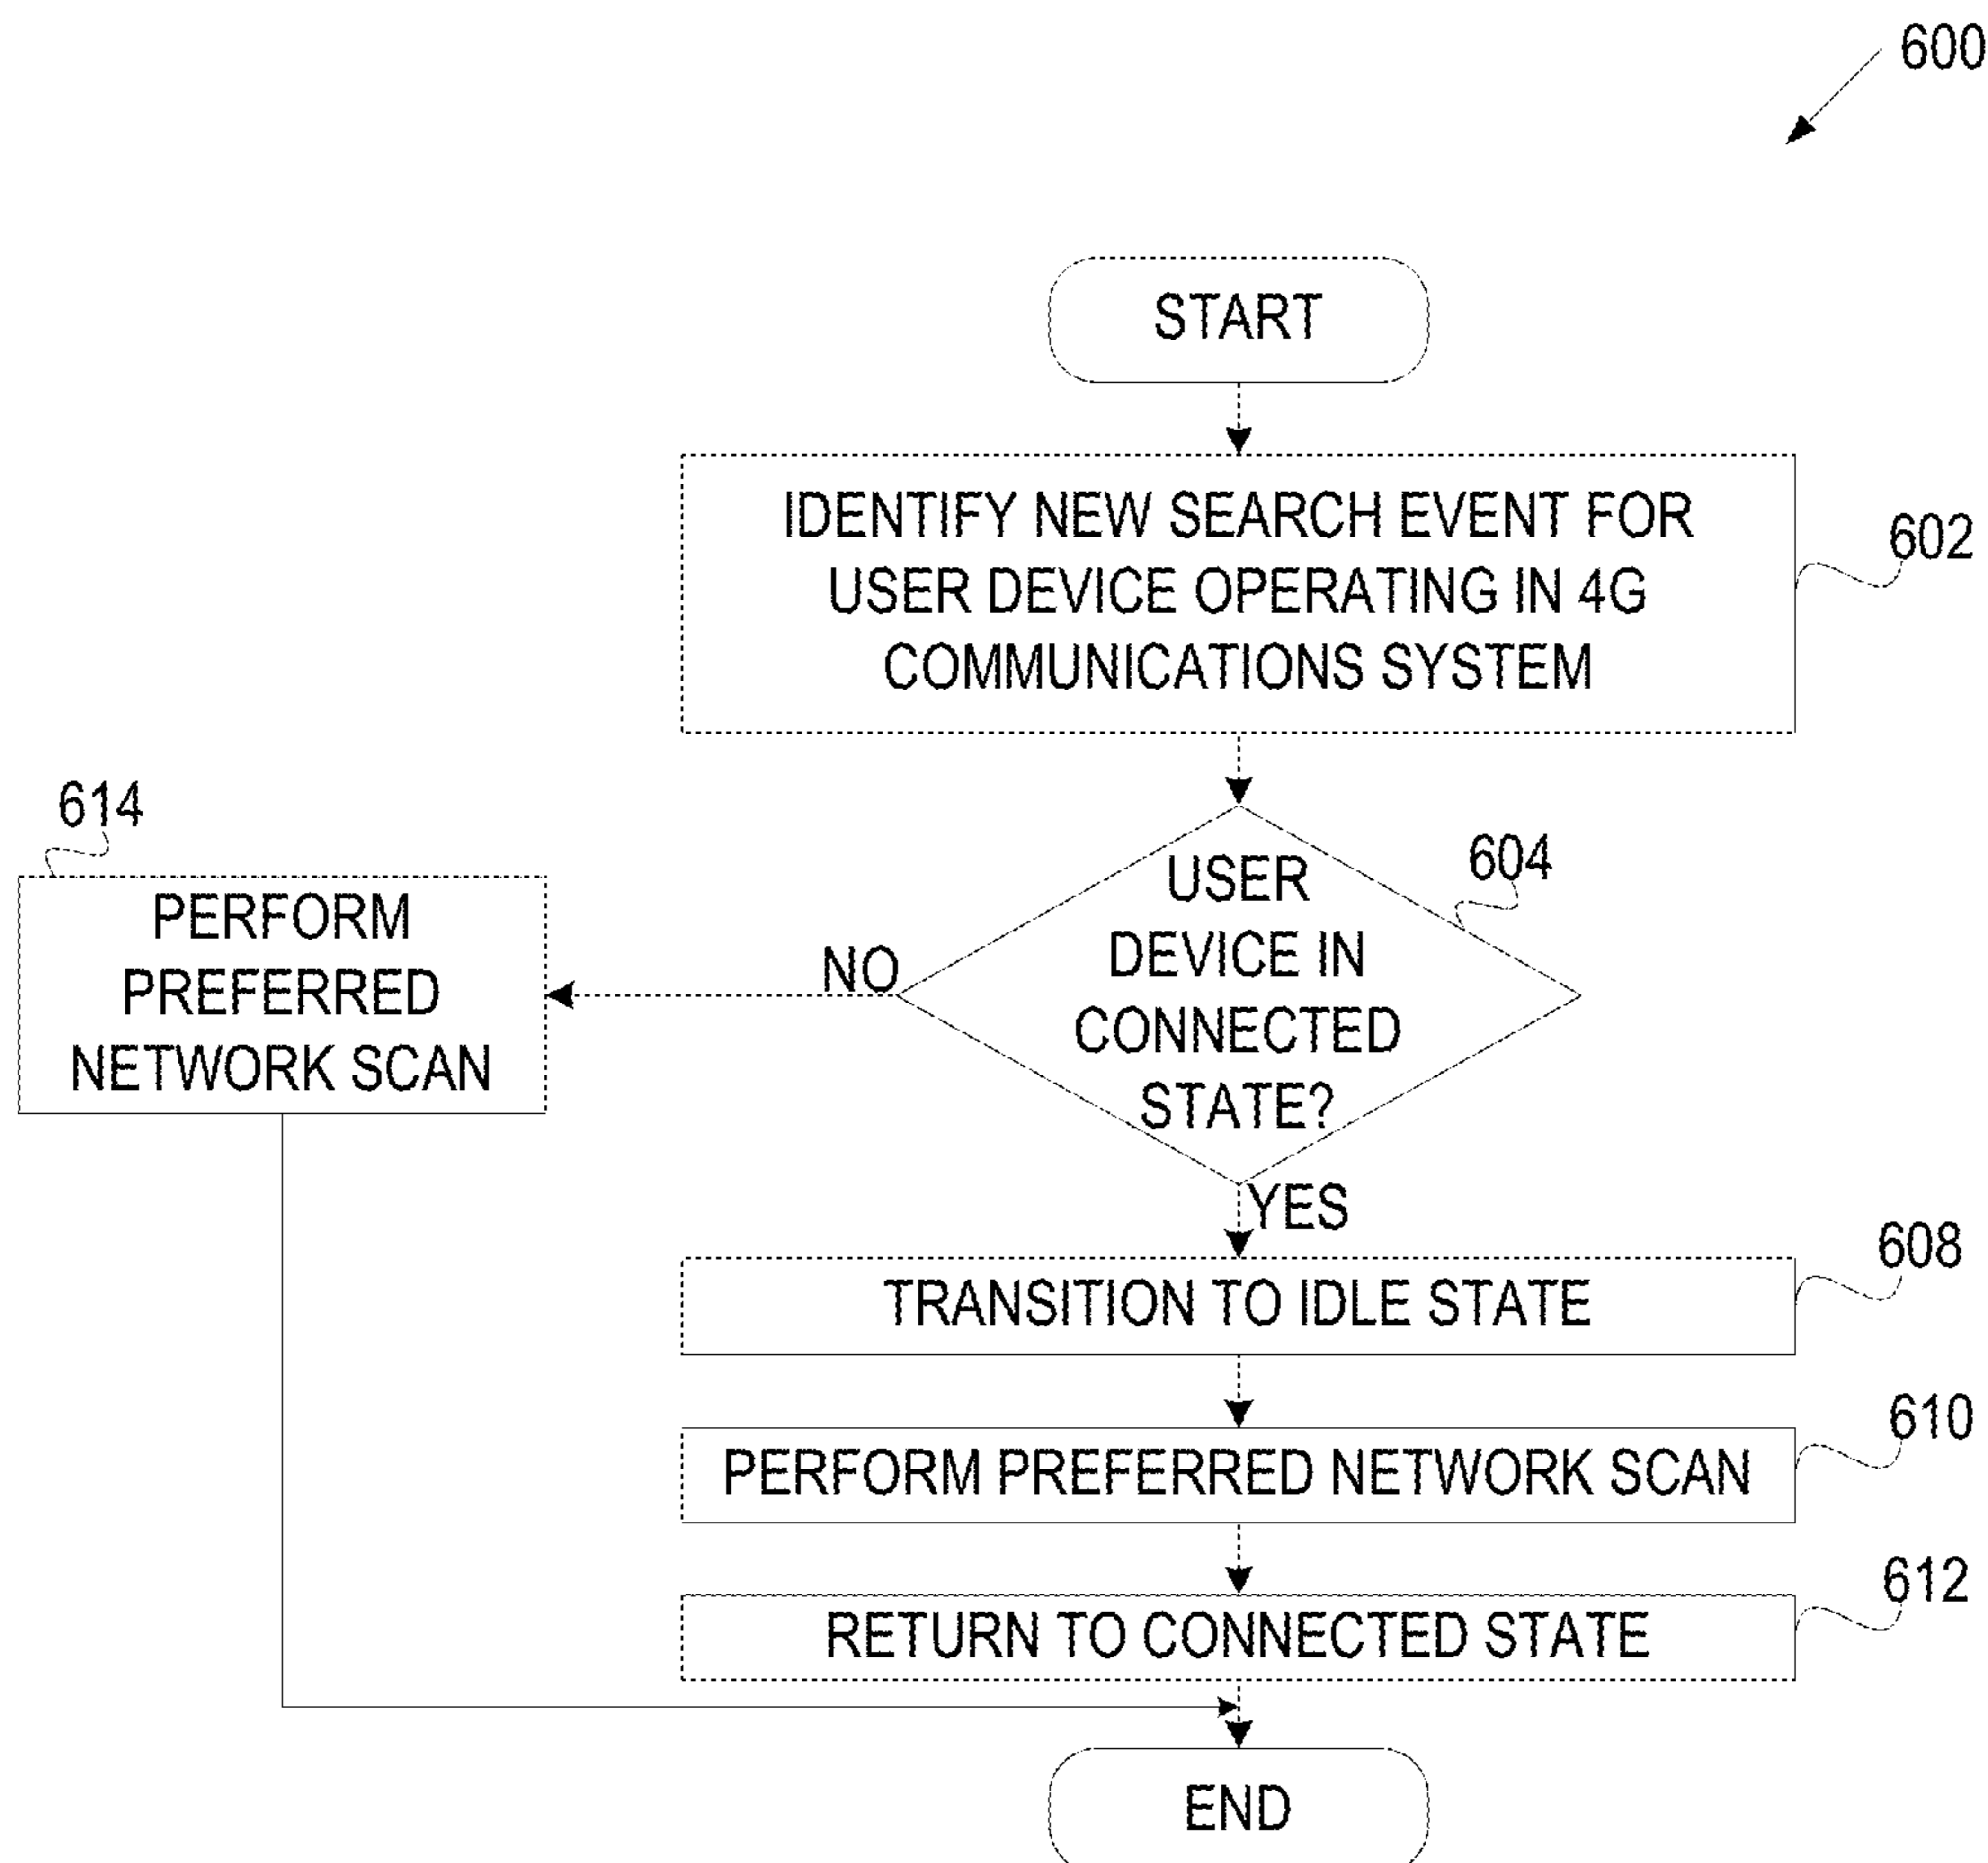 600
START
IDENTIFY NEW SEARCH EVENT FOR
USER DEVICE OPERATING IN 4G
COMMUNICATIONS SYSTEM
602
614
PERFORM
PREFERRED
NETWORK SCAN
NO
USER
DEVICE IN
CONNECTED
STATE?
604
YES
TRANSITION TO IDLE STATE
608
PERFORM PREFERRED NETWORK SCAN
610
RETURN TO CONNECTED STATE
612
END